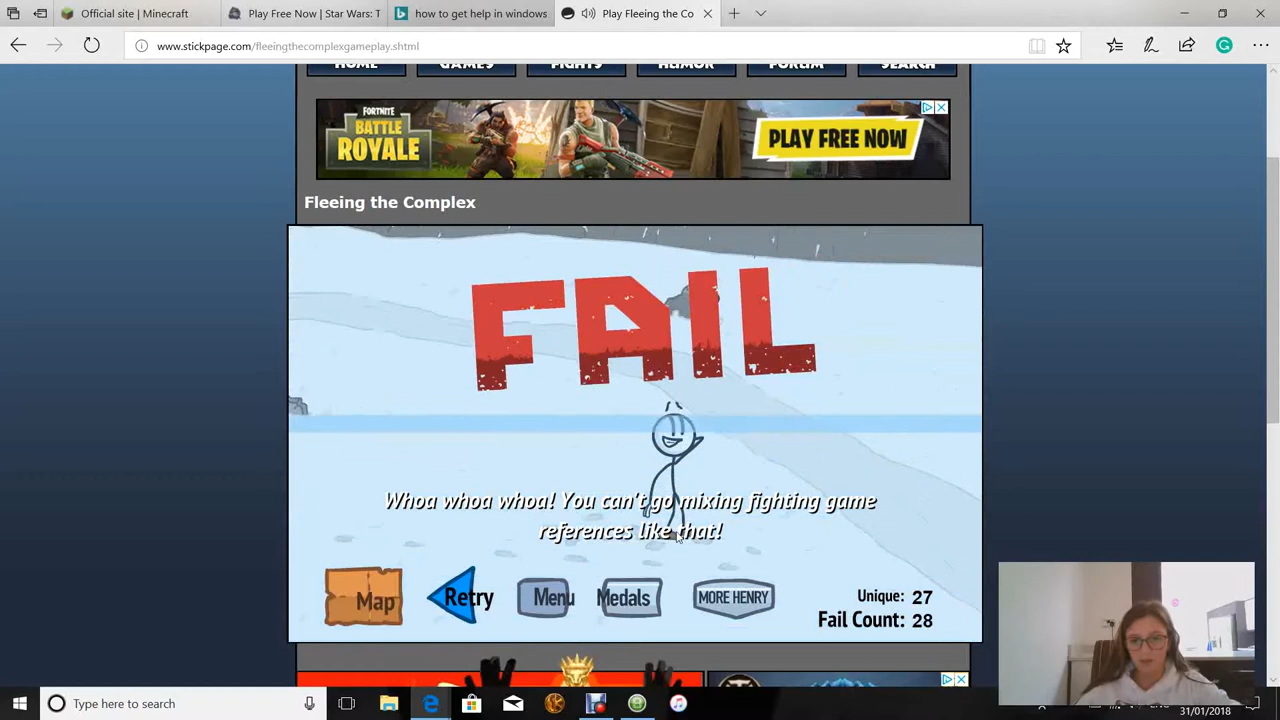 Official site | Minecraft
Play Free Now | Star Wars: T
how to get help in windows
Play Fleeing the Co
www.stickpage.com/fleeingthecomplexgameplay.shtml
HOME GAMES FIGHTS HUMOR FORUM SEARCH
FORTNITE
BATTLE
ROYALE
PLAY FREE NOW
Fleeing the Complex
FAIL
Whoa whoa whoa! You can't go mixing fighting game
references like that!
Map
Retry
Menu
Medals
MORE HENRY
Unique: 27
Fail Count: 28
Type here to search
31/01/2018